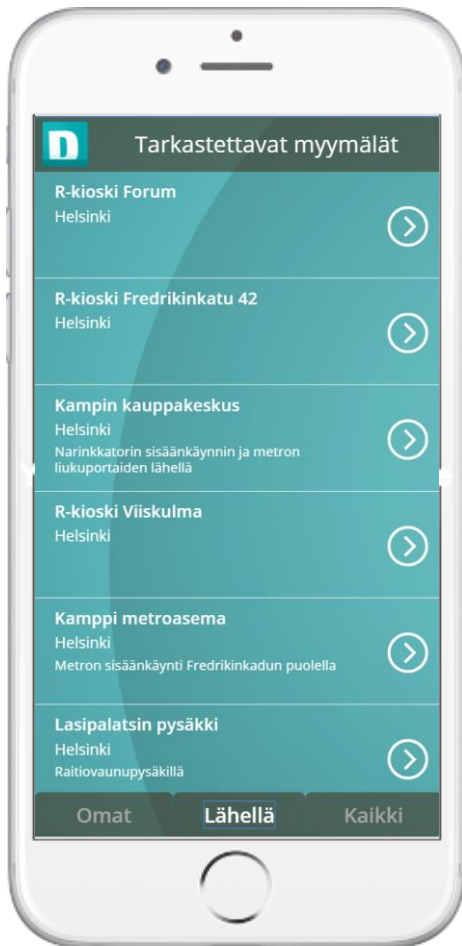 n
Tarkastettavat myymälät
R-kioski Forum
Helsinki
R-kioski Fredrikinkatu 42
Helsinki
Kampin kauppakeskus
Helsinki
Narinkkatorin sisäänkäynnin ja metron
liukuportaiden lähellä
R-kioski Viiskulma
Helsinki
Kamppi metroasema
Helsinki
Metron sisäänkäynti Fredrikinkadun puolella
Lasipalatsin pysäkki
Helsinki
Raitiovaunupysäkillä
Omat Lähellä Kaikki